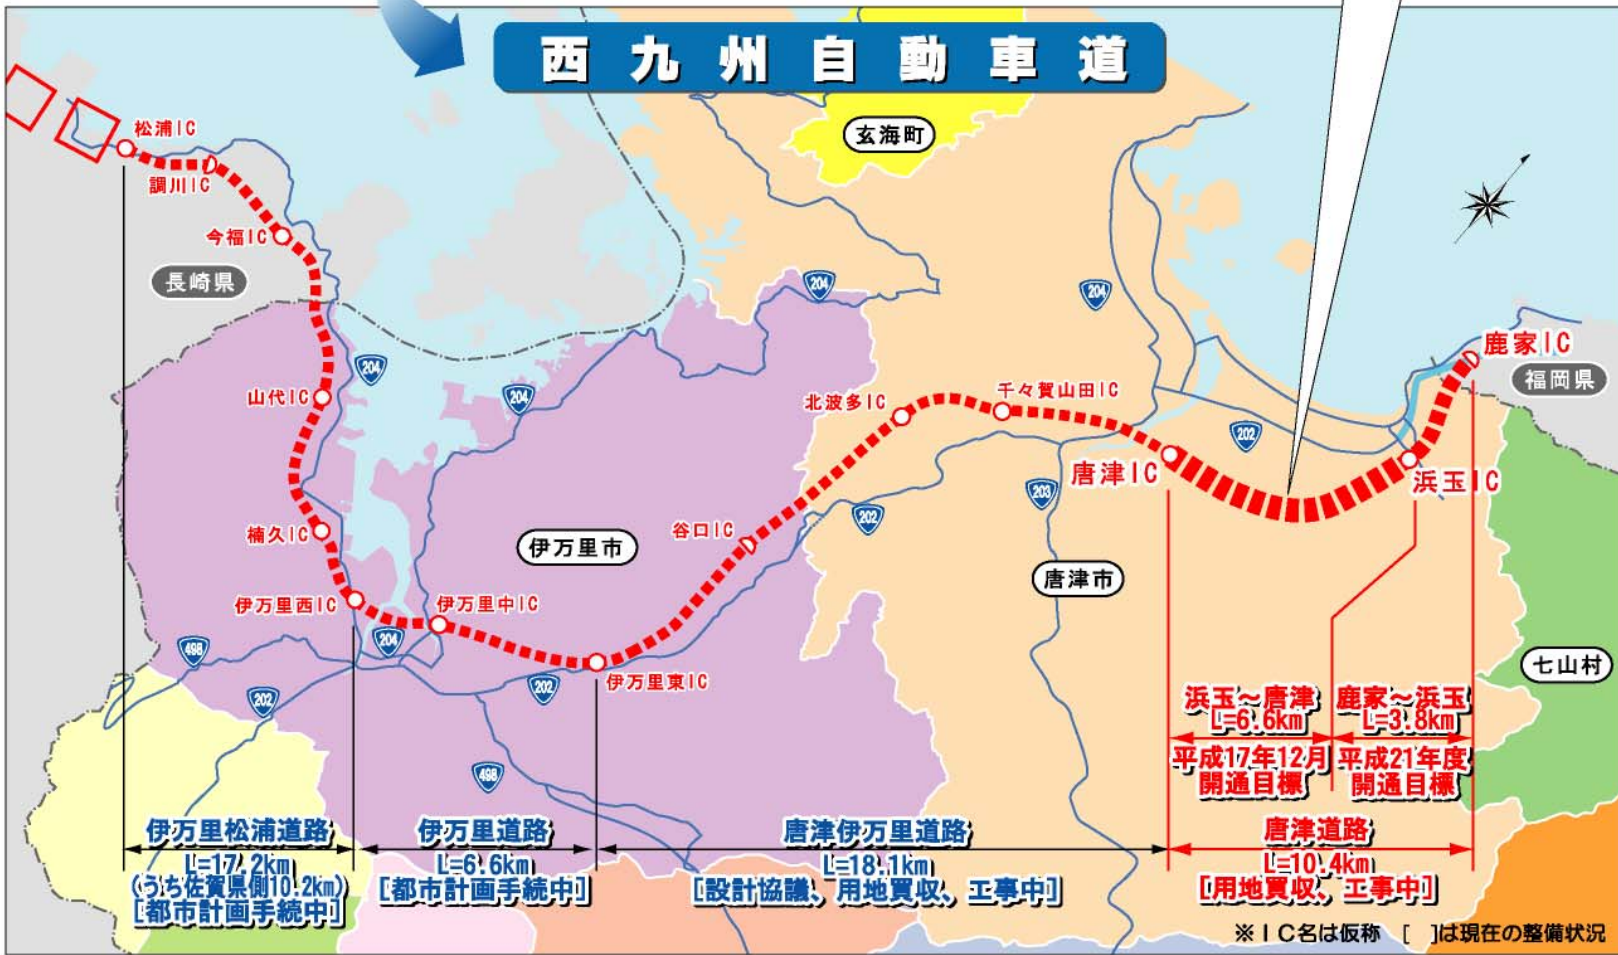 西九州自動車道
玄海町
松浦IC
調川IC
今福IC
長崎県
204
204
204
204
山代IC
楠久IC
伊万里西IC
伊万里中IC
伊万里市
伊万里東IC
谷口IC
北波多IC
千々賀山田IC
唐津IC
唐津市
浜玉IC
鹿家IC
福岡県
七山村
202
203
202
204
202
498
202
498
浜玉~唐津
L=6.6km
平成17年12月
開通目標
鹿家~浜玉
L=3.8km
平成21年度
開通目標
伊万里松浦道路
L=17.2km
(うち佐賀県側10.2km)
[都市計画手続中]
伊万里道路
L=6.6km
[都市計画手続中]
唐津伊万里道路
L=18.1km
[設計協議、用地買収、工事中]
唐津道路
L=10.4km
[用地買収、工事中]
※IC名は仮称 [ ]は現在の整備状況